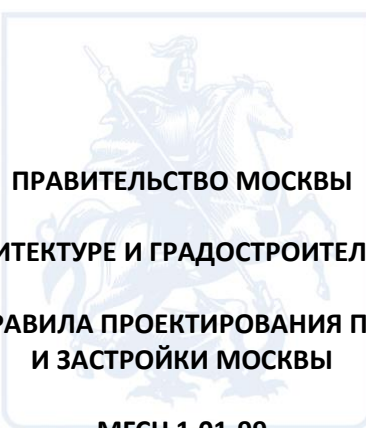 ПРАВИТЕЛЬСТВО МОСКВЫ
ИТЕКТУРЕ И ГРАДОСТРОИТЕЛ
РАВИЛА ПРОЕКТИРОВАНИЯ П
И ЗАСТРОЙКИ МОСКВЫ
МГСН 1.01-99